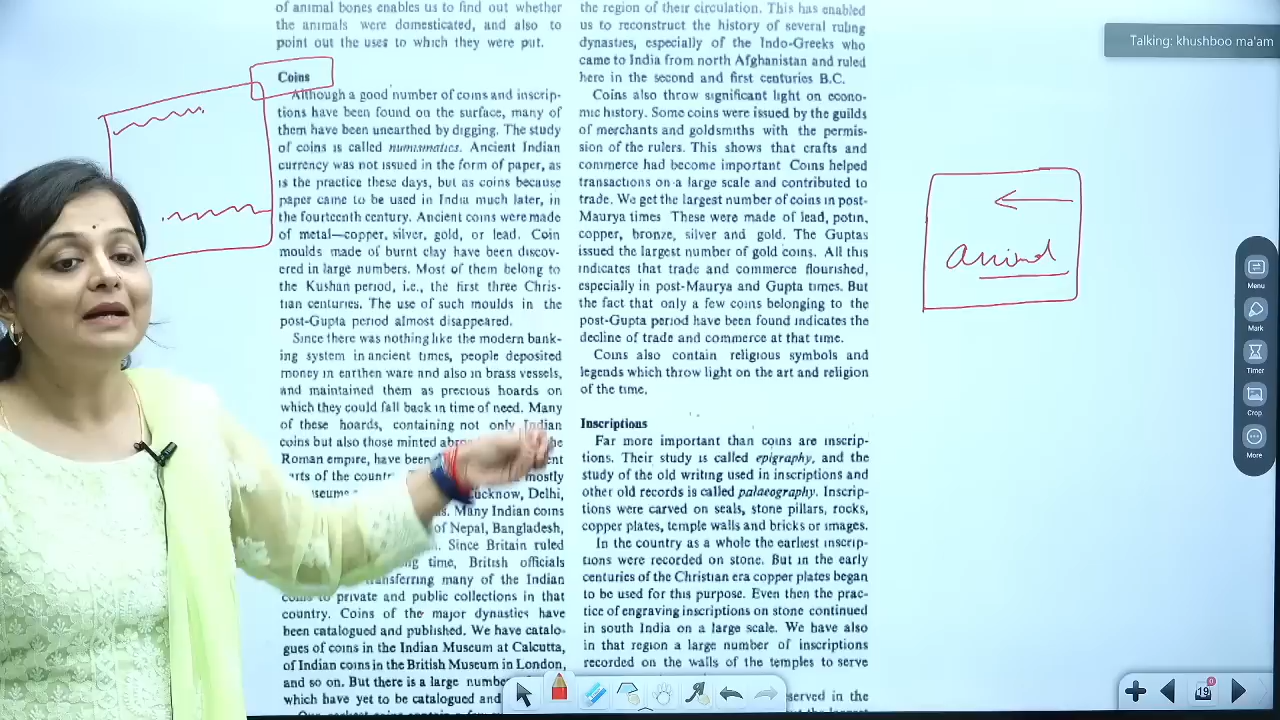 of animal bones enables us to find out whether
the animals were domesticated, and also to
point out the uses to which they were put.
Coins
Although a good number of coins and inscrip-
tions have been found on the surface, many of
them have been unearthed by digging. The study
of coins is called numismatics. Ancient Indian
currency was not issued in the form of paper, as
is the practice these days, but as coins because
paper came to be used in India much later, in
the fourteenth century. Ancient coins were made
of metal—copper, silver, gold, or lead. Coin
moulds made of burnt clay have been discov-
ered in large numbers. Most of them belong to
the Kushan period, i.e., the first three Chris-
tian centuries. The use of such moulds in the
post-Gupta period almost disappeared.
Since there was nothing like the modern bank-
ing system in ancient times, people deposited
money in earthen ware and also in brass vessels,
and maintained them as precious hoards on
which they could fall back in time of need. Many
of these hoards, containing not only Indian
coins but also those minted
Roman empire, have been
of the
mostly
Lucknow, Delhi,
Many Indian coins
of Nepal, Bangladesh,
Since Britain ruled
time, British officials
many of the Indian
to private and public collections in that
country. Coins of the major dynasties have
been catalogued and published. We have catalo-
gues of coins in the Indian Museum at Calcutta,
of Indian coins in the British Museum in London,
and so on. But there is a large
which have yet to be catalogued and
the region of their circulation. This has enabled
us to reconstruct the history of several ruling
dynasties, especially of the Indo-Greeks who
came to India from north Afghanistan and ruled
here in the second and first centuries B.C.
Coins also throw significant light on econo-
mic history. Some coins were issued by the guilds
of merchants and goldsmiths with the permis-
sion of the rulers. This shows that crafts and
commerce had become important Coins helped
transactions on a large scale and contributed to
trade. We get the largest number of coins in post-
Maurya times These were made of lead, potin,
copper, bronze, silver and gold. The Guptas
issued the largest number of gold coins. All this
indicates that trade and commerce flourished,
especially in post-Maurya and Gupta times. But
the fact that only a few coins belonging to the
post-Gupta period have been found indicates the
decline of trade and commerce at that time.
Coins also contain religious symbols and
legends which throw light on the art and religion
of the time.
Inscriptions
Far more important than coins are inscrip-
tions. Their study is called epigraphy, and the
study of the old writing used in inscriptions and
other old records is called palaeography. Inscrip-
tions were carved on seals, stone pillars, rocks,
copper plates, temple walls and bricks or images.
In the country as a whole the earliest inscrip-
tions were recorded on stone. But in the early
centuries of the Christian era copper plates began
to be used for this purpose. Even then the prac-
tice of engraving inscriptions on stone continued
in south India on a large scale. We have also
in that region a large number of inscriptions
recorded on the walls of the temples to serve
served in the
Talking: khushboo ma'am
Menu
Mark
Timer
Crop
More
19